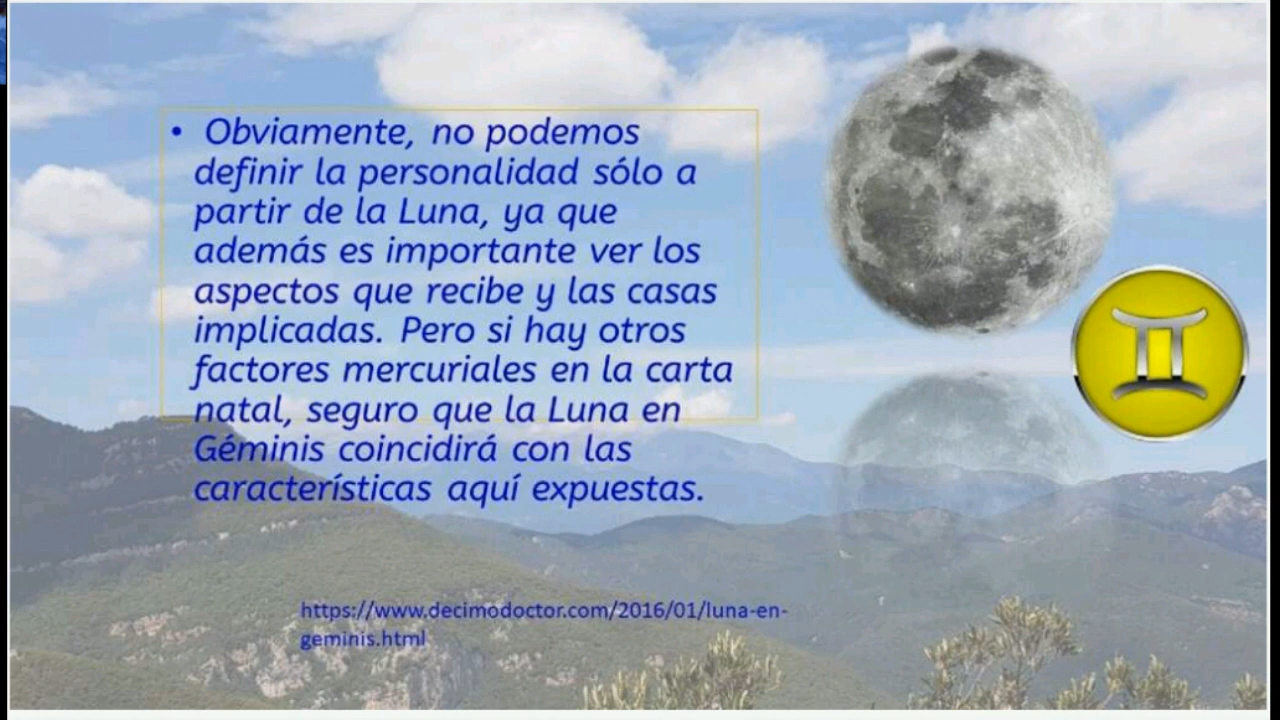 • Obviamente, no podemos
definir la personalidad sólo a
partir de la Luna, ya que
además es importante ver los
aspectos que recibe y las casas
implicadas. Pero si hay otros
factores mercuriales en la carta
natal, seguro que la Luna en
Géminis coincidirá con las
características aquí expuestas.
https://www.decimodoctor.com/2016/01/luna-en-
geminis.html